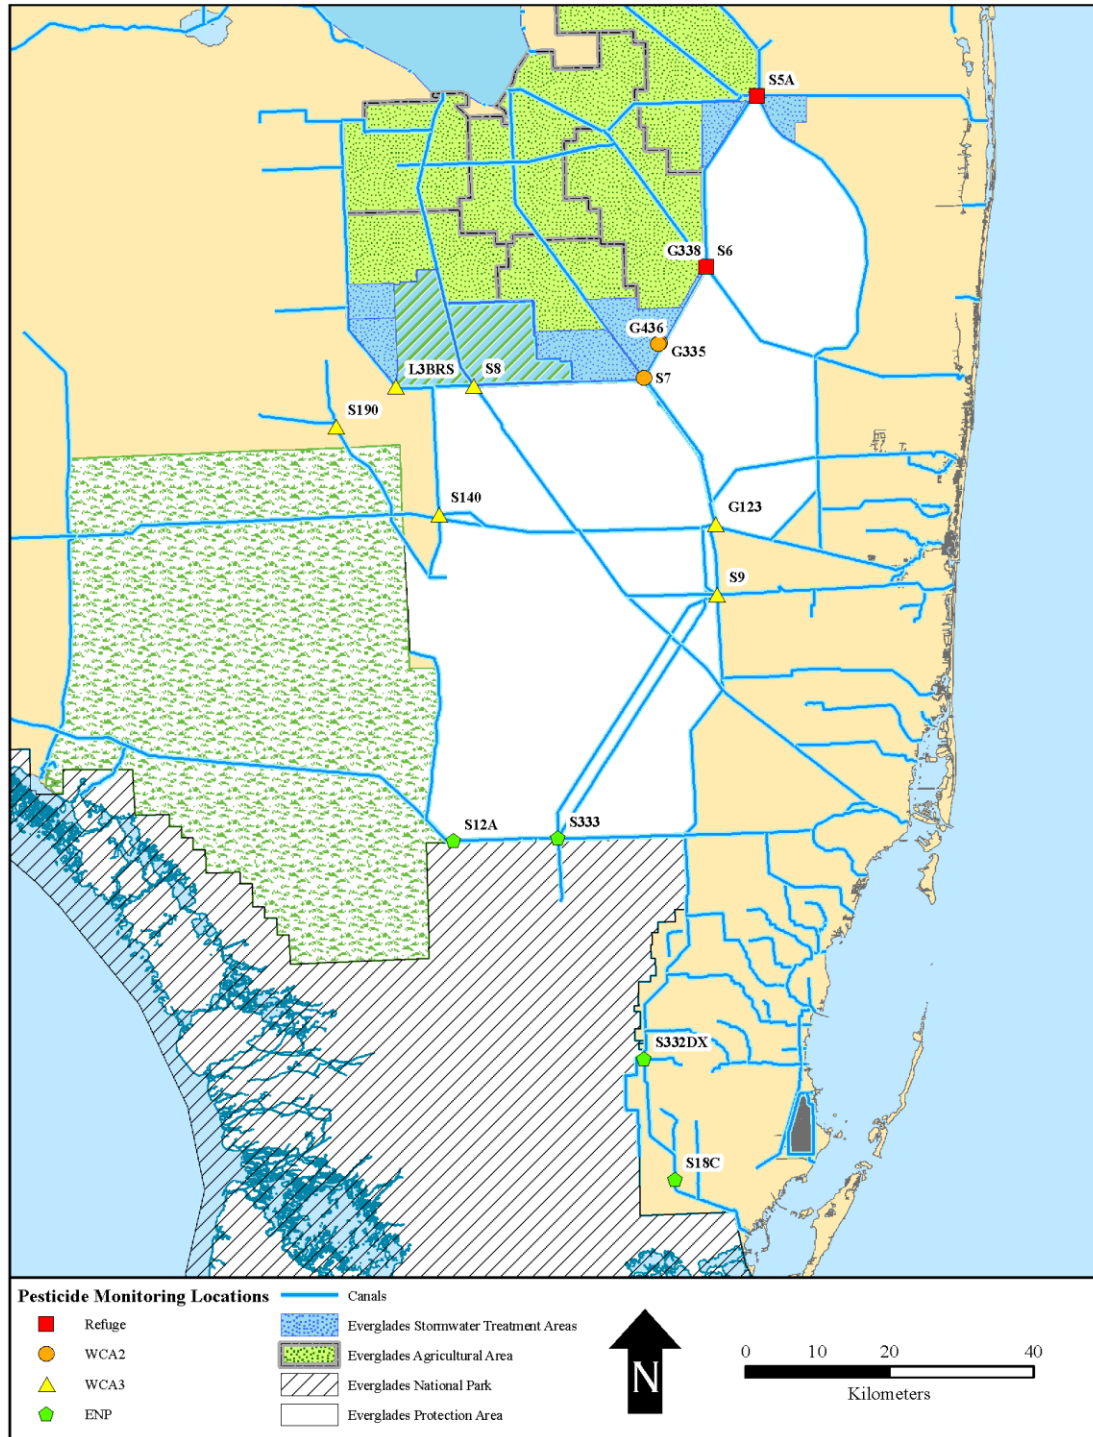 S5A
G338 S6
G436
G335
L3BRS S8
S7
S190
S140
G123
S9
S12A
S333
S332DX
S18C
Pesticide Monitoring Locations
Refuge
WCA2
WCA3
ENP
Canals
Everglades Stormwater Treatment Areas
Everglades Agricultural Area
Everglades National Park
Everglades Protection Area
N
0 10 20 40
Kilometers